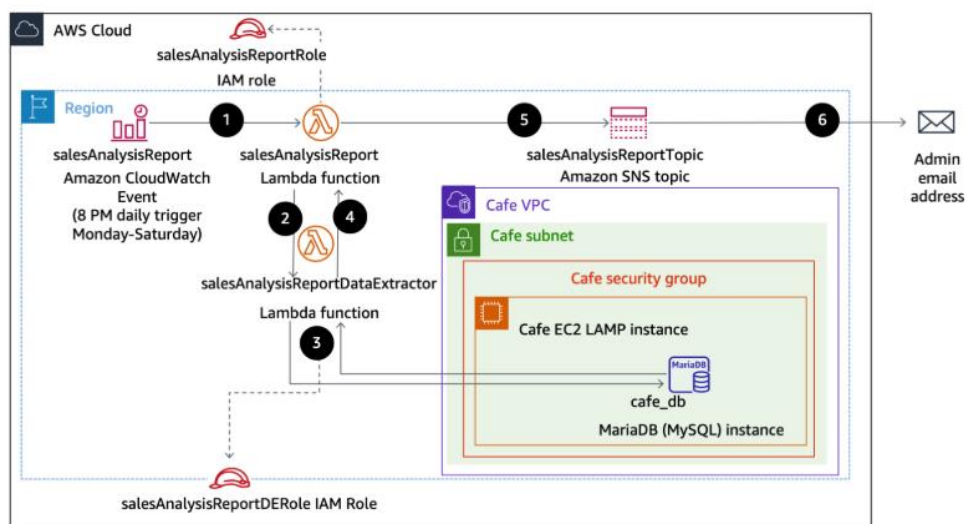 AWS Cloud
salesAnalysisReportRole
IAM role
Region
1
5
6
salesAnalysisReport
Amazon CloudWatch
Event
(8 PM daily trigger
Monday-Saturday)
salesAnalysisReport
Lambda function
salesAnalysisReportTopic
Amazon SNS topic
Admin
email
address
2
4
salesAnalysisReportDataExtractor
Lambda function
3
Cafe VPC
Cafe subnet
Cafe security group
Cafe EC2 LAMP instance
MariaDB
cafe_db
MariaDB (MySQL) instance
salesAnalysisReportDERole IAM Role